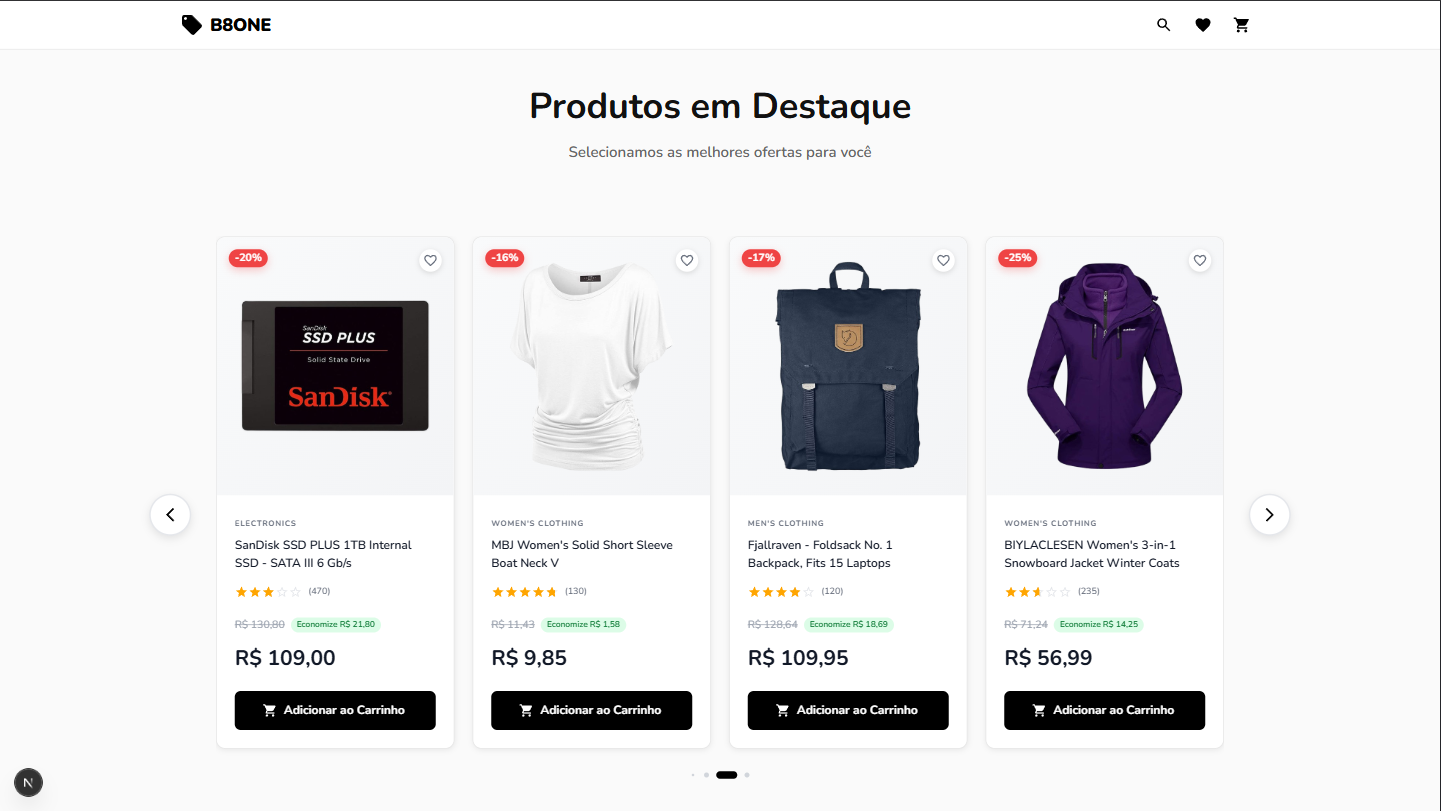 B8ONE
Produtos em Destaque
Selecionamos as melhores ofertas para você
-20%
SanDisk
SSD PLUS
Solid State Drive
SanDisk®
ELECTRONICS
SanDisk SSD PLUS 1TB Internal
SSD - SATA III 6 Gb/s
(470)
R$ 130,80 Economize R$ 21,80
R$ 109,00
Adicionar ao Carrinho
-16%
WOMEN'S CLOTHING
MBJ Women's Solid Short Sleeve
Boat Neck V
(130)
R$ 11,43 Economize R$ 1,58
R$ 9,85
Adicionar ao Carrinho
-17%
MEN'S CLOTHING
Fjallraven - Foldsack No. 1
Backpack, Fits 15 Laptops
(120)
R$ 128,64 Economize R$ 18,69
R$ 109,95
Adicionar ao Carrinho
-25%
WOMEN'S CLOTHING
BIYLACLESEN Women's 3-in-1
Snowboard Jacket Winter Coats
(235)
R$ 71,24 Economize R$ 14,25
R$ 56,99
Adicionar ao Carrinho
N